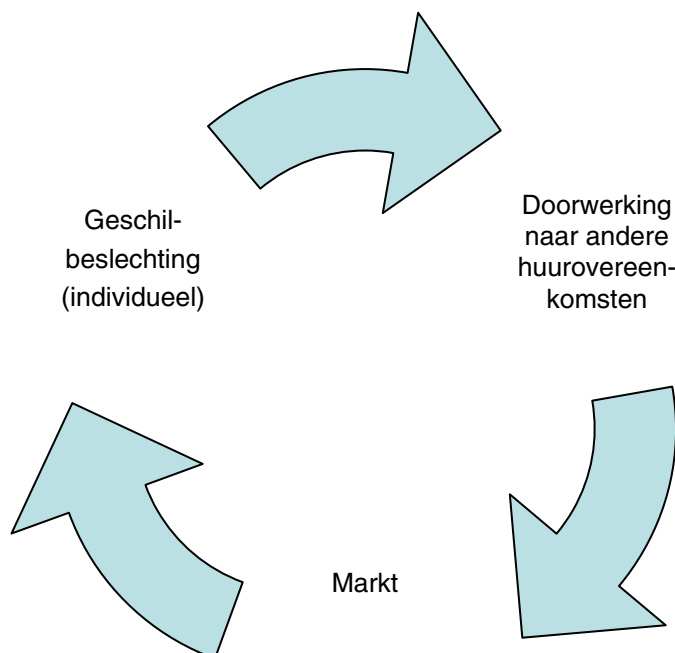 Geschil-
beslechting
(individueel)
Doorwerking
naar andere
huurovereen-
komsten
Markt